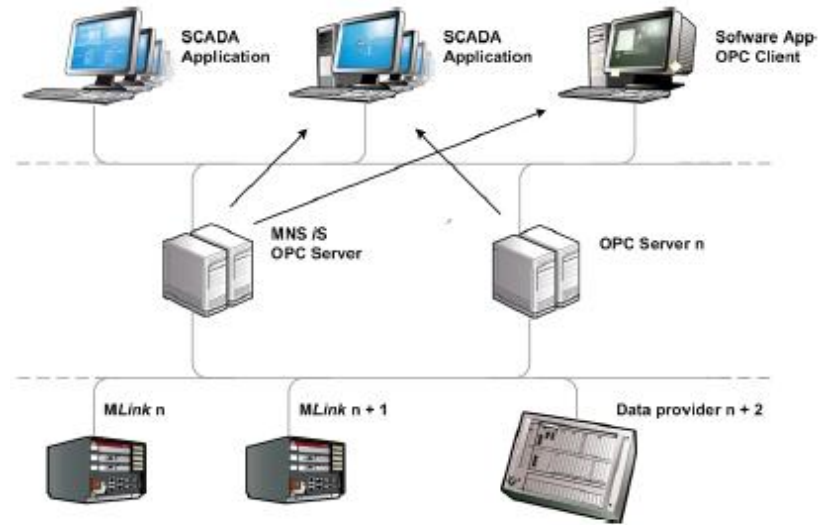 SCADA
Application
SCADA
Application
Sofware App-
OPC Client
MNS iS
OPC Server
OPC Server n
MLink n
MLink n + 1
Data provider n + 2